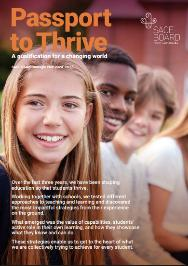 Passport
to Thrive
A qualification for a changing world
SACE
BOARD
Over the last three years, we have been shaping
education so that students thrive.
Working together with schools, we tested different
approaches to teaching and learning and discovered
the most impactful strategies from their experience
on the ground.
What emerged was the value of capabilities, students'
active role in their own learning, and how they showcase
what they know and can do.
These strategies enable us to get to the heart of what
we are collectively trying to achieve for every student.